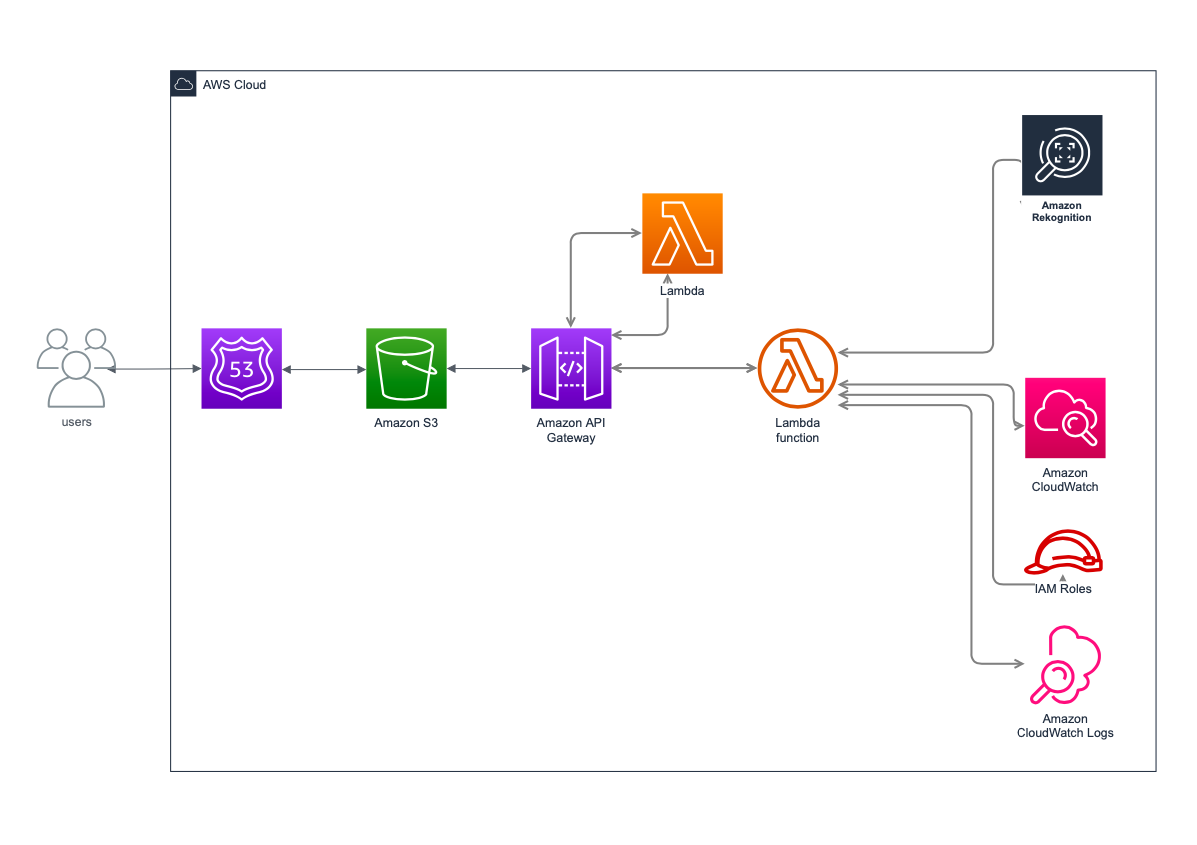 AWS Cloud
Amazon
Rekognition
Lambda
53
users
Amazon S3
Amazon API
Gateway
Lambda
function
Amazon
CloudWatch
IAM Roles
Amazon
CloudWatch Logs